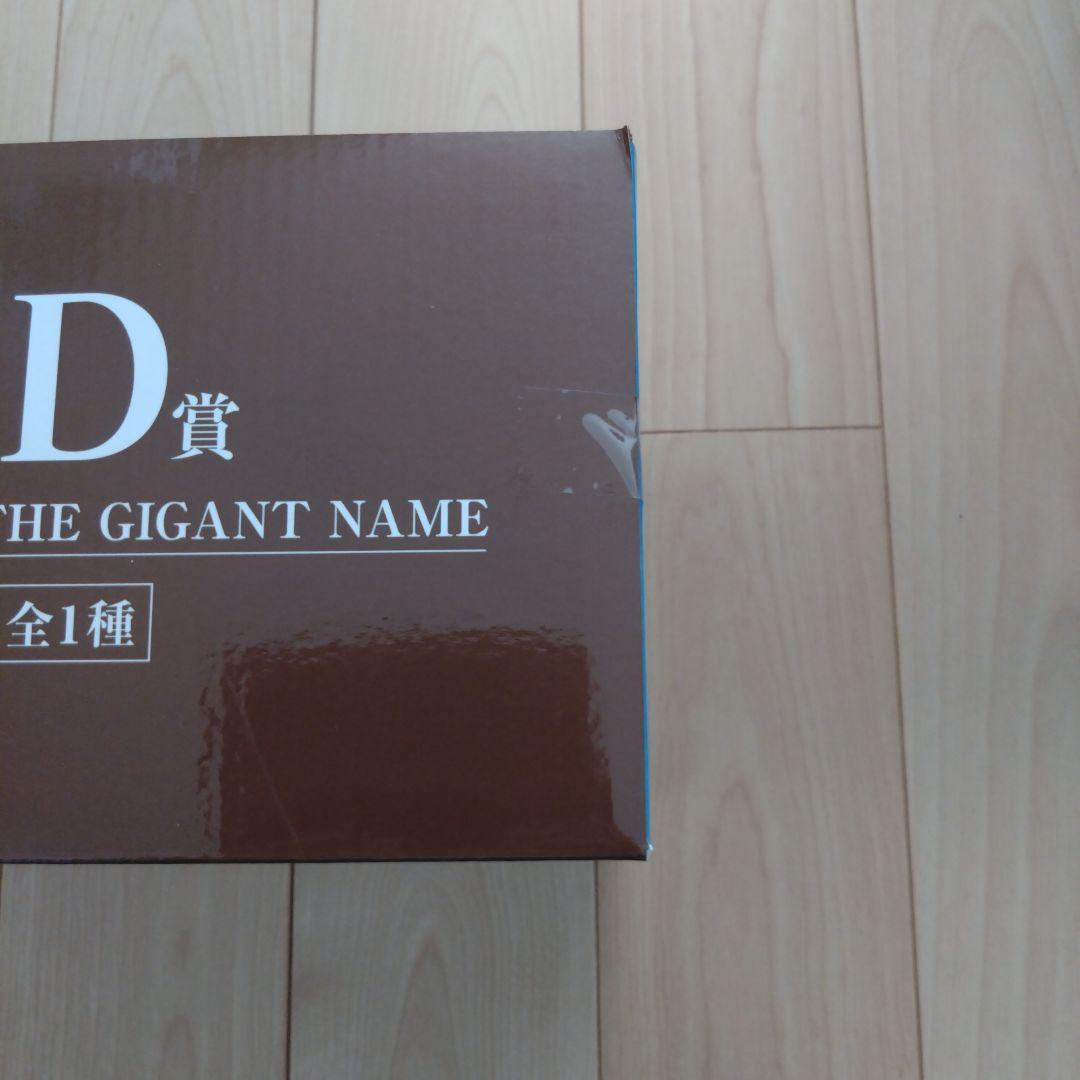 D賞
THE GIGANT NAME
全1種